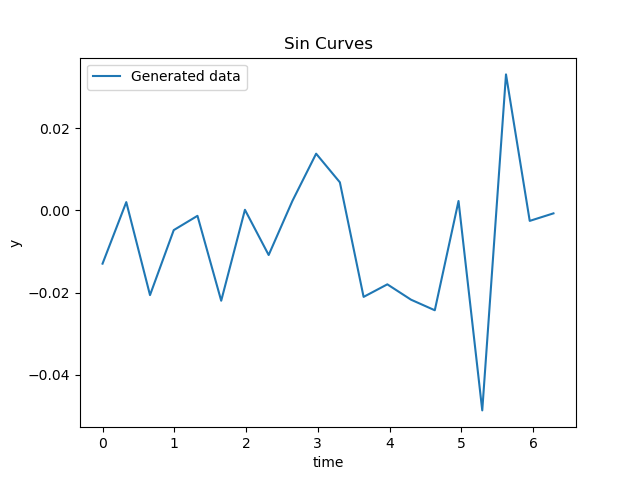 Sin Curves
Generated data
y
0.02
0.00
−0.02
−0.04
0 1 2 3 4 5 6
time